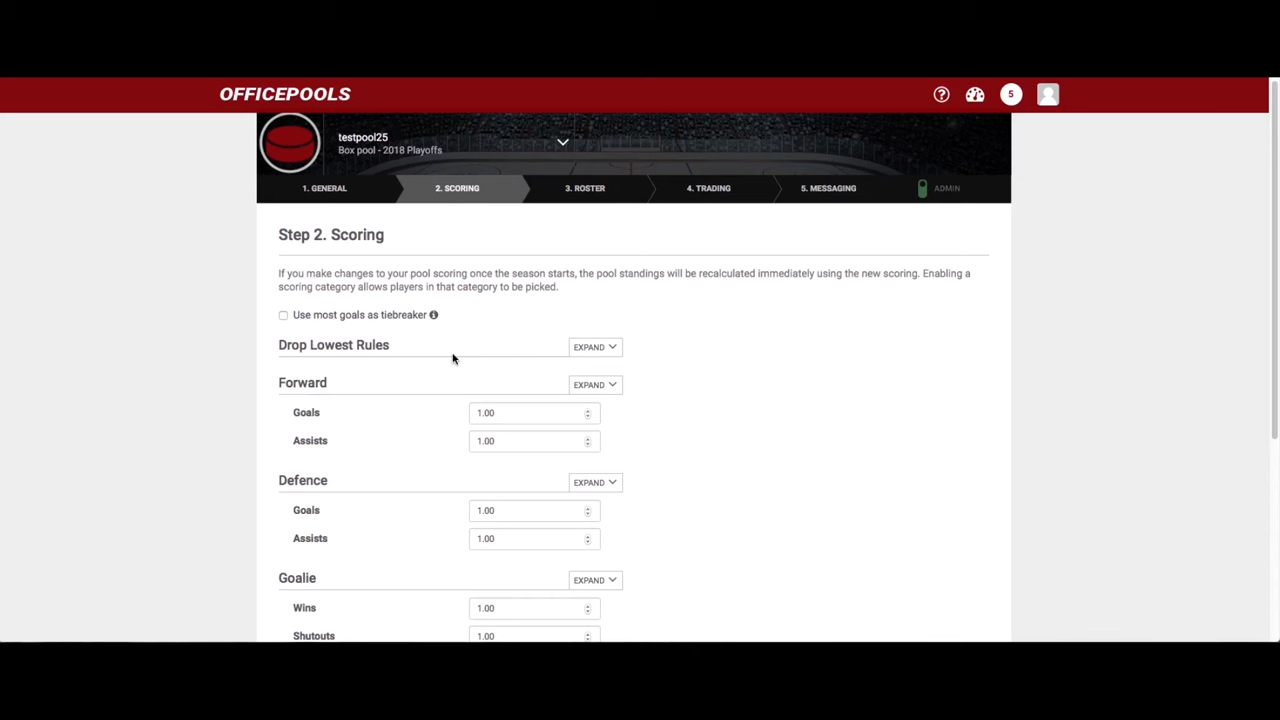 OFFICEPOOLS
5
testpool25
Box pool - 2018 Playoffs
1. GENERAL
2. SCORING
3. ROSTER
4. TRADING
5. MESSAGING
ADMIN
Step 2. Scoring
If you make changes to your pool scoring once the season starts, the pool standings will be recalculated immediately using the new scoring. Enabling a
scoring category allows players in that category to be picked.
Use most goals as tiebreaker
Drop Lowest Rules
EXPAND
Forward
EXPAND
Goals
1.00
Assists
1.00
Defence
EXPAND
Goals
1.00
Assists
1.00
Goalie
EXPAND
Wins
1.00
Shutouts
1.00